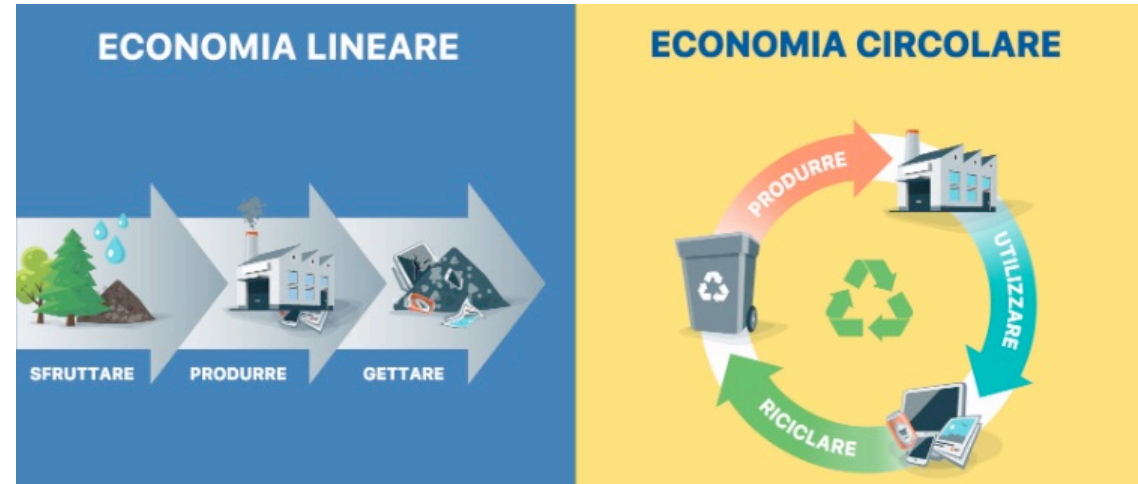 ECONOMIA LINEARE
SFRUTTARE
PRODURRE
GETTARE
ECONOMIA CIRCOLARE
PRODURRE
UTILIZZARE
RICICLARE